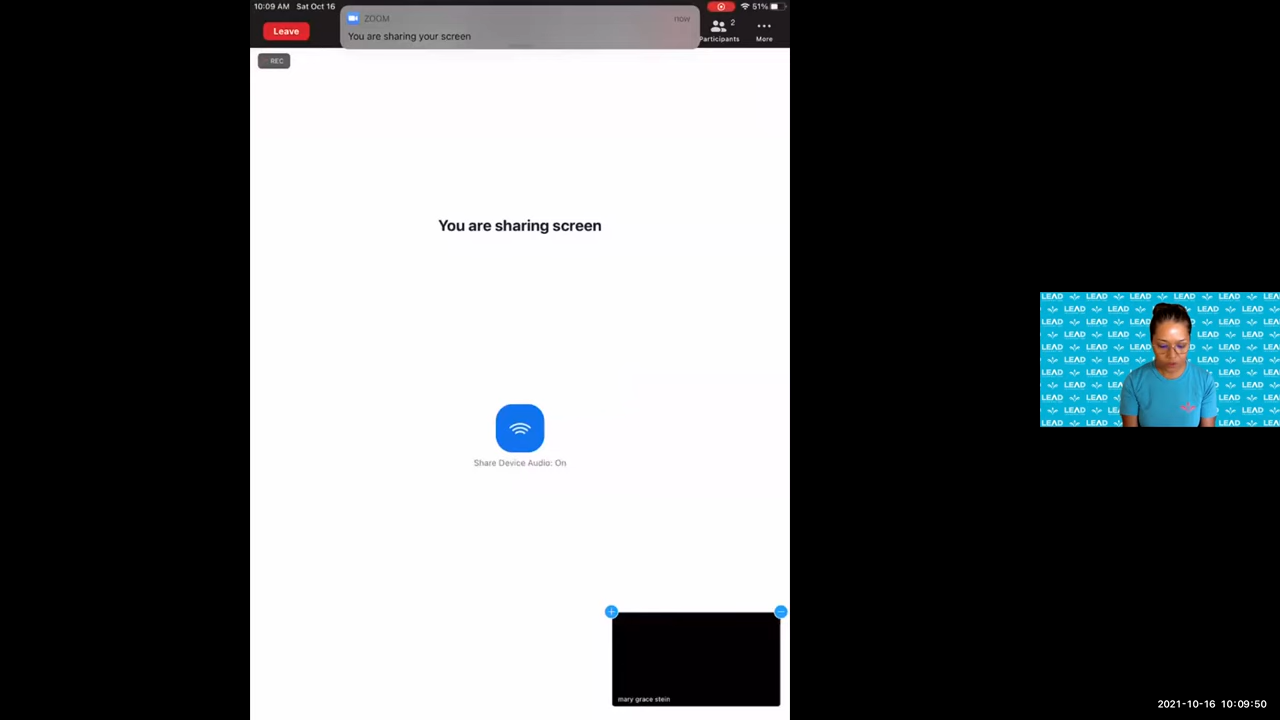 10:09 AM Sat Oct 16
51%
Leave
ZOOM
now
You are sharing your screen
2
Participants
More
REC
You are sharing screen
Share Device Audio: On
mary grace stein
LEAD LEAD LEAD LEAD LEAD LEAD
2021-10-16 10:09:50